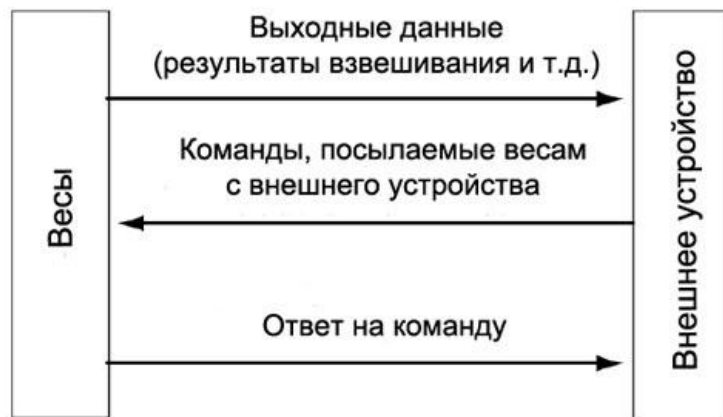 Выходные данные
(результаты взвешивания и т.д.)
Команды, посылаемые весам
с внешнего устройства
Ответ на команду
Весы
Внешнее устройство